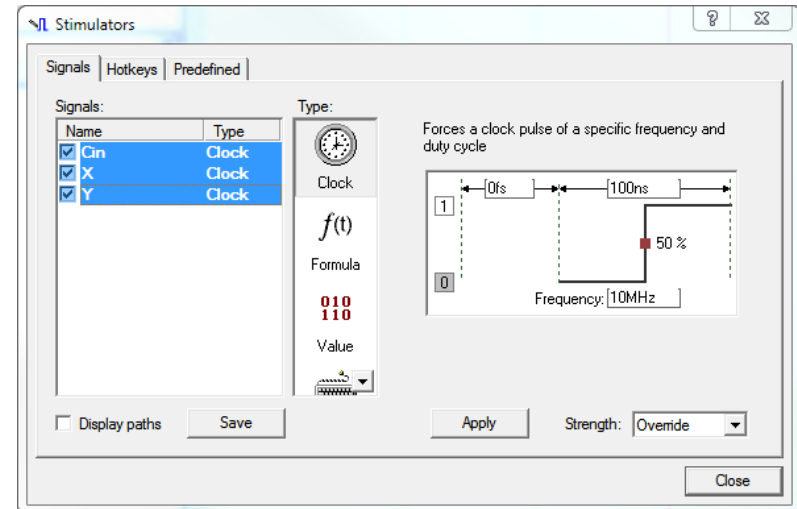 Stimulators
Signals Hotkeys Predefined
Signals:
Name Type
Cin Clock
X Clock
Y Clock
Type:
Clock
f(t)
Formula
010
110
Value
Forces a clock pulse of a specific frequency and
duty cycle
0fs 100ns
1
50 %
0
Frequency: 10MHz
Display paths Save Apply Strength: Override
Close